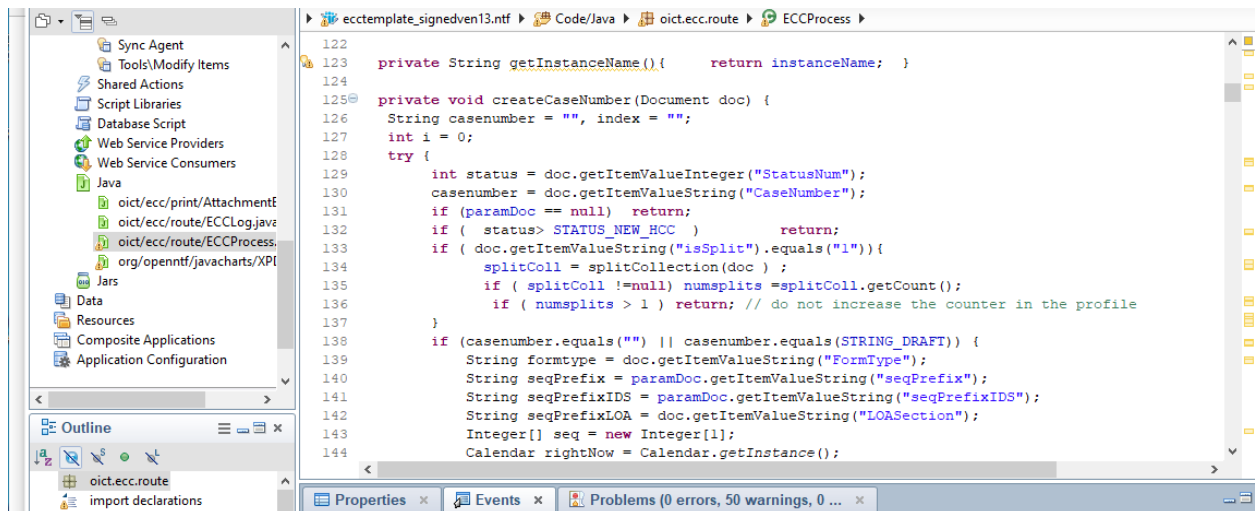 ecctemplate_signedven13.ntf Code/Java oict.ecc.route ECCProcess
Sync Agent
Tools\Modify Items
Shared Actions
Script Libraries
Database Script
Web Service Providers
Web Service Consumers
Java
oict/ecc/print/AttachmentE
oict/ecc/route/ECCLog.java
oict/ecc/route/ECCProcess.
org/openntf/javacharts/XPI
Jars
Data
Resources
Composite Applications
Application Configuration
Outline
oict.ecc.route
import declarations
122
123 private String getInstanceName(){ return instanceName; }
124
125 private void createCaseNumber(Document doc) {
126 String casenumber = "", index = "";
127 int i = 0;
128 try {
129 int status = doc.getItemValueInteger("StatusNum");
130 casenumber = doc.getItemValueString("CaseNumber");
131 if (paramDoc == null) return;
132 if ( status> STATUS_NEW_HCC ) return;
133 if ( doc.getItemValueString("isSplit").equals("1")){
134 splitColl = splitCollection(doc ) ;
135 if ( splitColl !=null) numsplits =splitColl.getCount();
136 if ( numsplits > 1 ) return; // do not increase the counter in the profile
137 }
138 if (casenumber.equals("") || casenumber.equals(STRING_DRAFT)) {
139 String formtype = doc.getItemValueString("FormType");
140 String seqPrefix = paramDoc.getItemValueString("seqPrefix");
141 String seqPrefixIDS = paramDoc.getItemValueString("seqPrefixIDS");
142 String seqPrefixLOA = doc.getItemValueString("LOASection");
143 Integer[] seq = new Integer[1];
144 Calendar rightNow = Calendar.getInstance();
Properties Events Problems (0 errors, 50 warnings, 0 ...